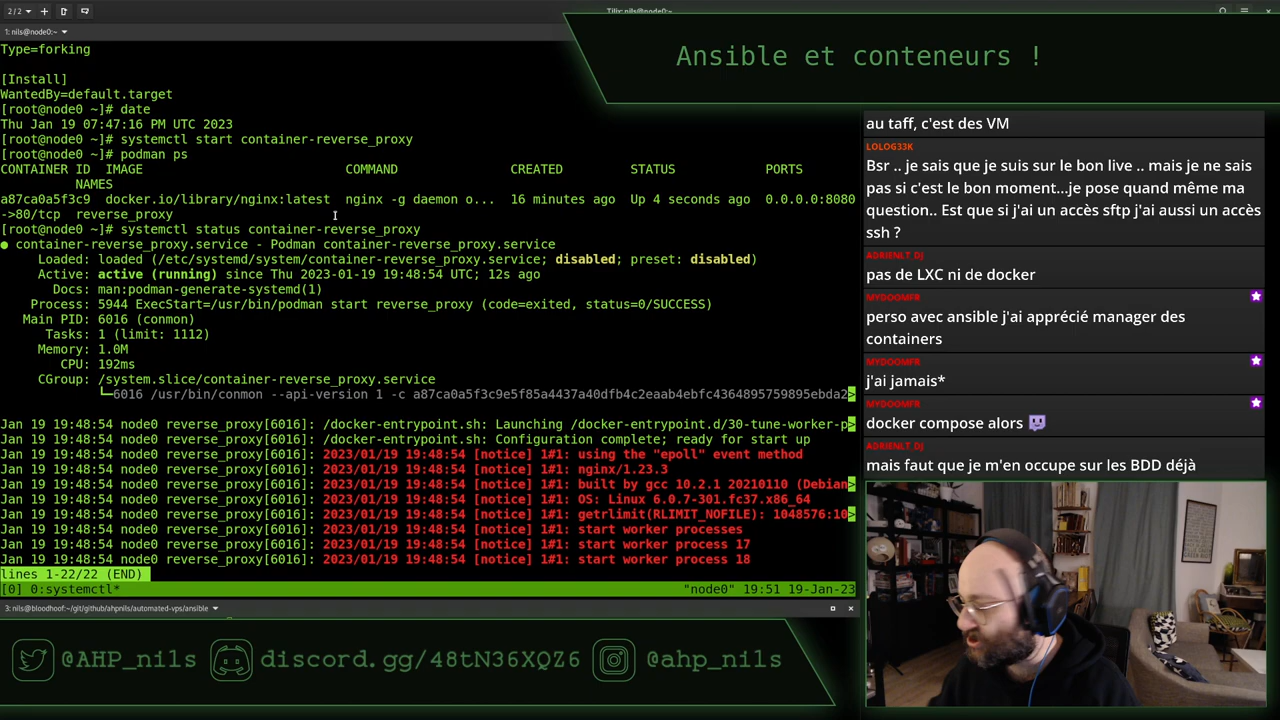 2/2
Tilix: nils@node0:~
1: nils@node0:~
Type=forking
[Install]
WantedBy=default.target
[root@node0 ~]# date
Thu Jan 19 07:47:16 PM UTC 2023
[root@node0 ~]# systemctl start container-reverse_proxy
[root@node0 ~]# podman ps
CONTAINER ID  IMAGE                           COMMAND               CREATED         STATUS            PORTS
NAMES
a87ca0a5f3c9  docker.io/library/nginx:latest  nginx -g daemon o...  16 minutes ago  Up 4 seconds ago  0.0.0.0:8080
->80/tcp  reverse_proxy
[root@node0 ~]# systemctl status container-reverse_proxy
● container-reverse_proxy.service - Podman container-reverse_proxy.service
Loaded: loaded (/etc/systemd/system/container-reverse_proxy.service; disabled; preset: disabled)
Active: active (running) since Thu 2023-01-19 19:48:54 UTC; 12s ago
Docs: man:podman-generate-systemd(1)
Process: 5944 ExecStart=/usr/bin/podman start reverse_proxy (code=exited, status=0/SUCCESS)
Main PID: 6016 (conmon)
Tasks: 1 (limit: 1112)
Memory: 1.0M
CPU: 192ms
CGroup: /system.slice/container-reverse_proxy.service
└─6016 /usr/bin/conmon --api-version 1 -c a87ca0a5f3c9e5f85a4437a40dfb4c2eaab4ebfc4364895759895ebda2>
Jan 19 19:48:54 node0 reverse_proxy[6016]: /docker-entrypoint.sh: Launching /docker-entrypoint.d/30-tune-worker-p>
Jan 19 19:48:54 node0 reverse_proxy[6016]: /docker-entrypoint.sh: Configuration complete; ready for start up
Jan 19 19:48:54 node0 reverse_proxy[6016]: 2023/01/19 19:48:54 [notice] 1#1: using the "epoll" event method
Jan 19 19:48:54 node0 reverse_proxy[6016]: 2023/01/19 19:48:54 [notice] 1#1: nginx/1.23.3
Jan 19 19:48:54 node0 reverse_proxy[6016]: 2023/01/19 19:48:54 [notice] 1#1: built by gcc 10.2.1 20210110 (Debian>
Jan 19 19:48:54 node0 reverse_proxy[6016]: 2023/01/19 19:48:54 [notice] 1#1: OS: Linux 6.0.7-301.fc37.x86_64
Jan 19 19:48:54 node0 reverse_proxy[6016]: 2023/01/19 19:48:54 [notice] 1#1: getrlimit(RLIMIT_NOFILE): 1048576:10>
Jan 19 19:48:54 node0 reverse_proxy[6016]: 2023/01/19 19:48:54 [notice] 1#1: start worker processes
Jan 19 19:48:54 node0 reverse_proxy[6016]: 2023/01/19 19:48:54 [notice] 1#1: start worker process 17
Jan 19 19:48:54 node0 reverse_proxy[6016]: 2023/01/19 19:48:54 [notice] 1#1: start worker process 18
lines 1-22/22 (END)
[0] 0:systemctl* "node0" 19:51 19-Jan-23
3: nils@bloodhoof:~/git/github/ahpnils/automated-vps/ansible
@AHP_nils discord.gg/48tN36XQZ6 @ahp_nils
Ansible et conteneurs !
au taff, c'est des VM
LOLOG33K
Bsr .. je sais que je suis sur le bon live .. mais je ne sais
pas si c'est le bon moment...je pose quand même ma
question.. Est que si j'ai un accès sftp j'ai aussi un accès
ssh ?
ADRIENLT_DJ
pas de LXC ni de docker
MYDOOMFR
perso avec ansible j'ai apprécié manager des
containers
MYDOOMFR
j'ai jamais*
MYDOOMFR
docker compose alors
ADRIENLT_DJ
mais faut que je m'en occupe sur les BDD déjà